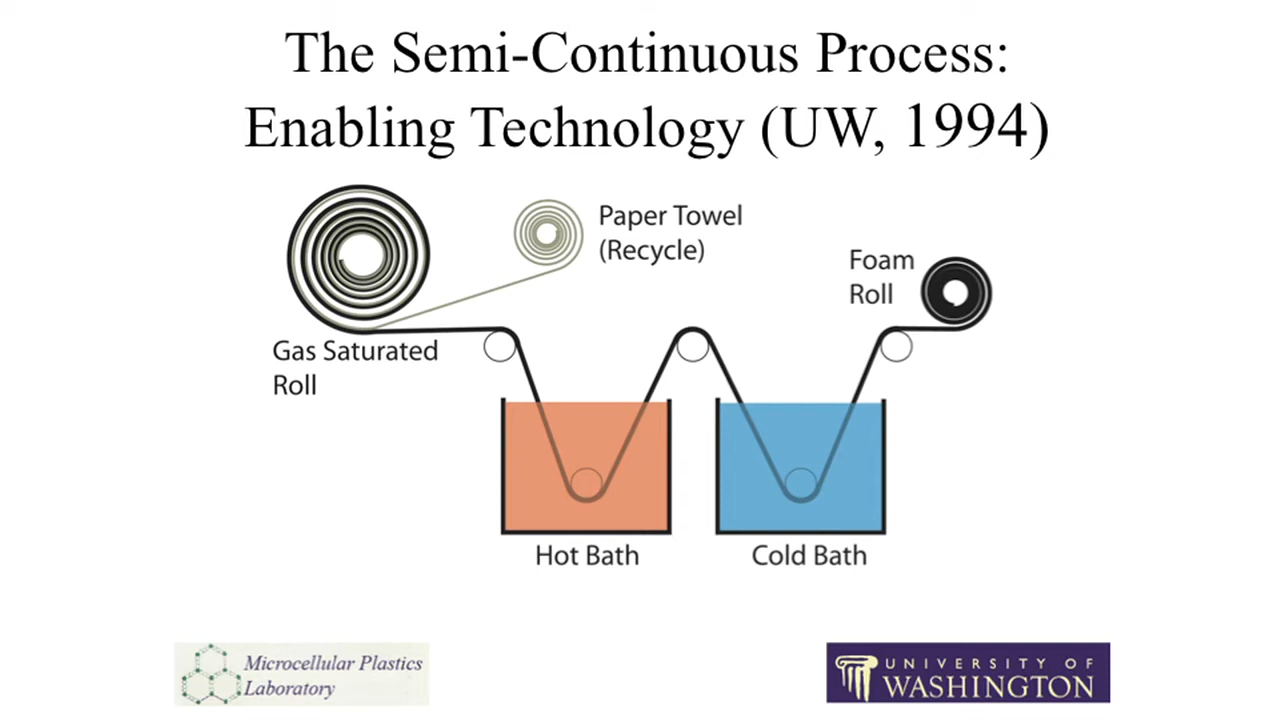 The Semi-Continuous Process:
Enabling Technology (UW, 1994)
Paper Towel
(Recycle)
Foam
Roll
Gas Saturated
Roll
Hot Bath
Cold Bath
Microcellular Plastics
Laboratory
UNIVERSITY OF
WASHINGTON